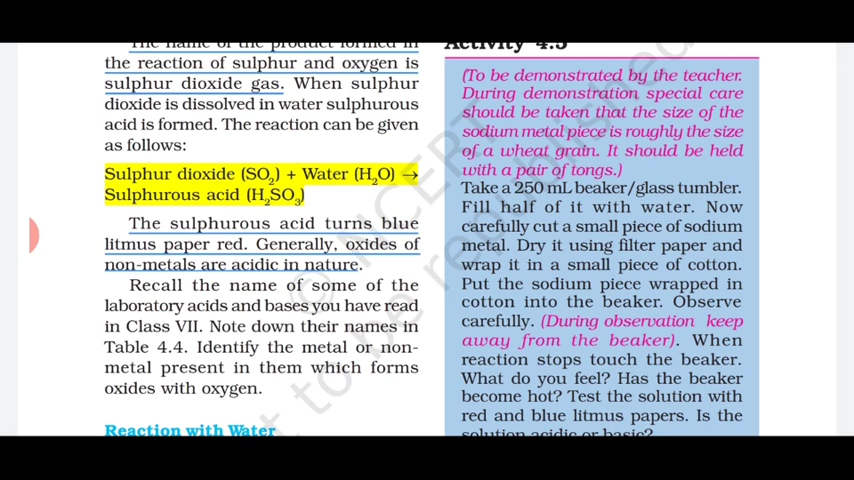 The name of the product formed in
the reaction of sulphur and oxygen is
sulphur dioxide gas. When sulphur
dioxide is dissolved in water sulphurous
acid is formed. The reaction can be given
as follows:
Sulphur dioxide (SO₂) + Water (H₂O) →
Sulphurous acid (H₂SO₃)
The sulphurous acid turns blue
litmus paper red. Generally, oxides of
non-metals are acidic in nature.
Recall the name of some of the
laboratory acids and bases you have read
in Class VII. Note down their names in
Table 4.4. Identify the metal or non-
metal present in them which forms
oxides with oxygen.
Reaction with Water
Activity 4.5
(To be demonstrated by the teacher.
During demonstration special care
should be taken that the size of the
sodium metal piece is roughly the size
of a wheat grain. It should be held
with a pair of tongs.)
Take a 250 mL beaker/glass tumbler.
Fill half of it with water. Now
carefully cut a small piece of sodium
metal. Dry it using filter paper and
wrap it in a small piece of cotton.
Put the sodium piece wrapped in
cotton into the beaker. Observe
carefully. (During observation keep
away from the beaker). When
reaction stops touch the beaker.
What do you feel? Has the beaker
become hot? Test the solution with
red and blue litmus papers. Is the
solution acidic or basic?
© NCERT
not to be republished